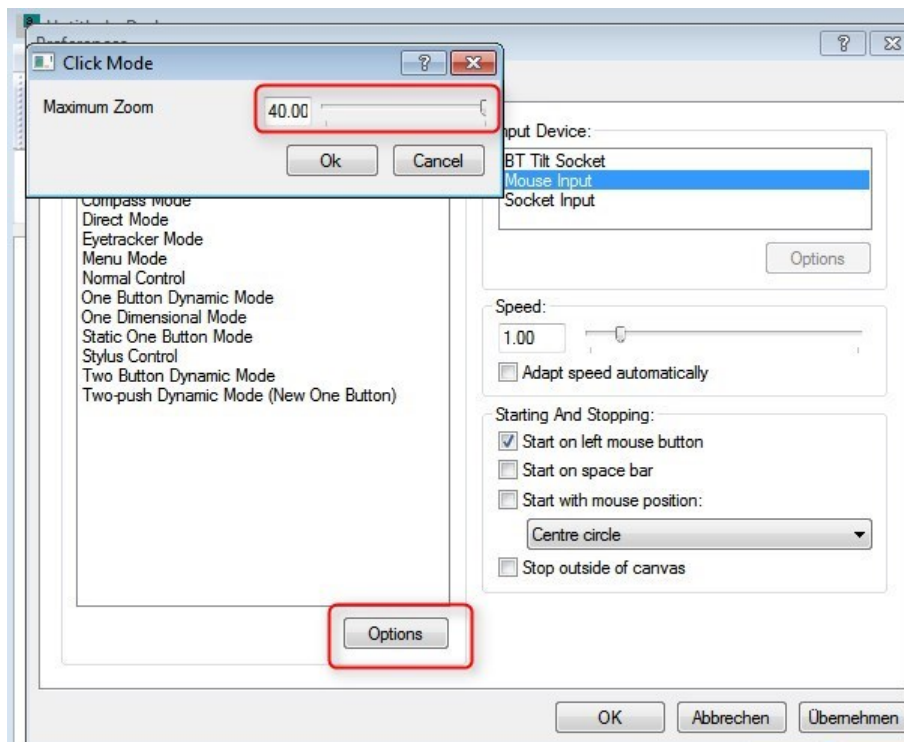 Preferences
Click Mode
Maximum Zoom
40.00
Ok
Cancel
Compass Mode
Direct Mode
Eyetracker Mode
Menu Mode
Normal Control
One Button Dynamic Mode
One Dimensional Mode
Static One Button Mode
Stylus Control
Two Button Dynamic Mode
Two-push Dynamic Mode (New One Button)
Options
Input Device:
BT Tilt Socket
Mouse Input
Socket Input
Options
Speed:
1.00
Adapt speed automatically
Starting And Stopping:
Start on left mouse button
Start on space bar
Start with mouse position:
Centre circle
Stop outside of canvas
OK
Abbrechen
Übernehmen